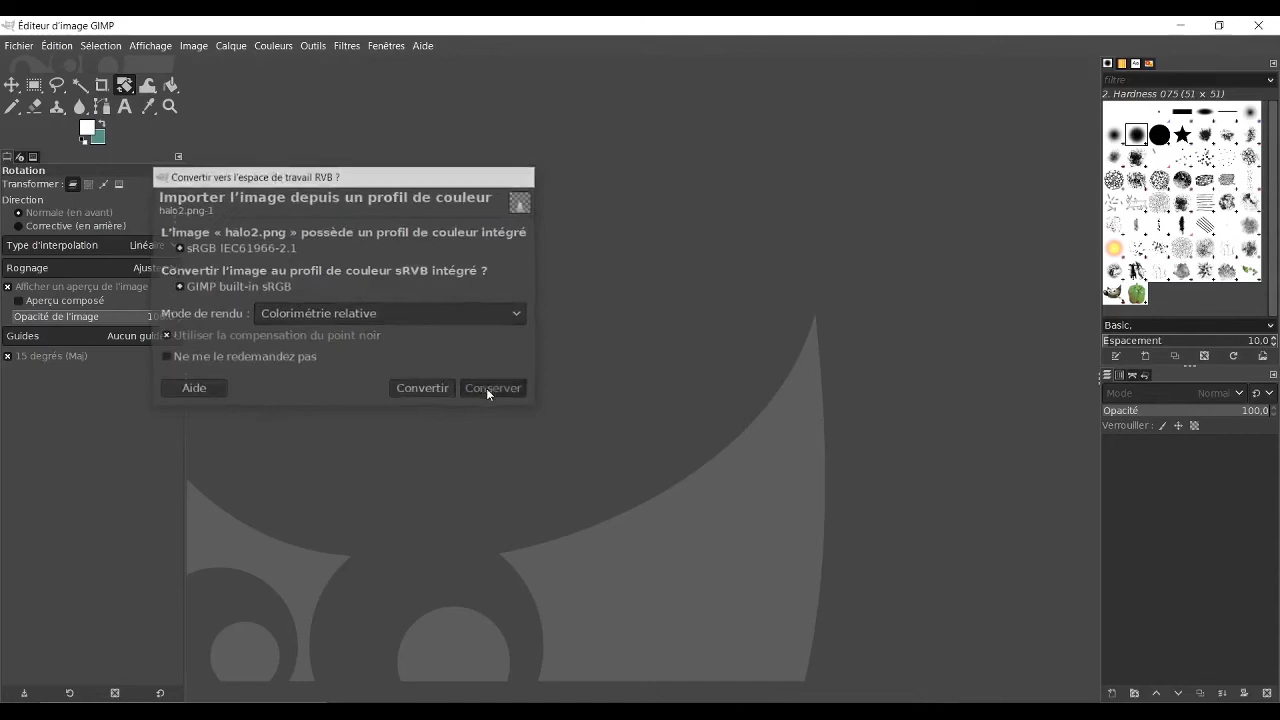 Éditeur d'image GIMP
Fichier Édition Sélection Affichage Image Calque Couleurs Outils Filtres Fenêtres Aide
filtre
2. Hardness 075 (51 × 51)
Rotation
Transformer :
Direction
Normale (en avant)
Corrective (en arrière)
Type d'interpolation Linéaire
Rognage
Afficher un aperçu de l'image
Aperçu composé
Opacité de l'image
Guides
15 degrés (Maj)
Convertir vers l'espace de travail RVB ?
Importer l'image depuis un profil de couleur
halo2.png-1
L'image « halo2.png » possède un profil de couleur intégré
sRGB IEC61966-2.1
Convertir l'image au profil de couleur sRVB intégré ?
GIMP built-in sRGB
Mode de rendu : Colorimétrie relative
Utiliser la compensation du point noir
Ne me le redemandez pas
Aide Convertir Conserver
Basic,
Espacement 10,0
Mode Normal
Opacité 100,0
Verrouiller :